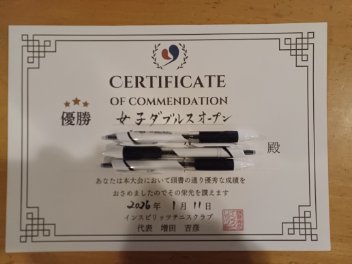 CERTIFICATE
OF COMMENDATION
優勝
女子ダブルスオープン
殿
あなたは本大会において頭書の通り優秀な成績を
おさめましたのでその栄光を讃えます
2026年 1月11日
インスピリッツテニスクラブ
代表 増田 吉彦